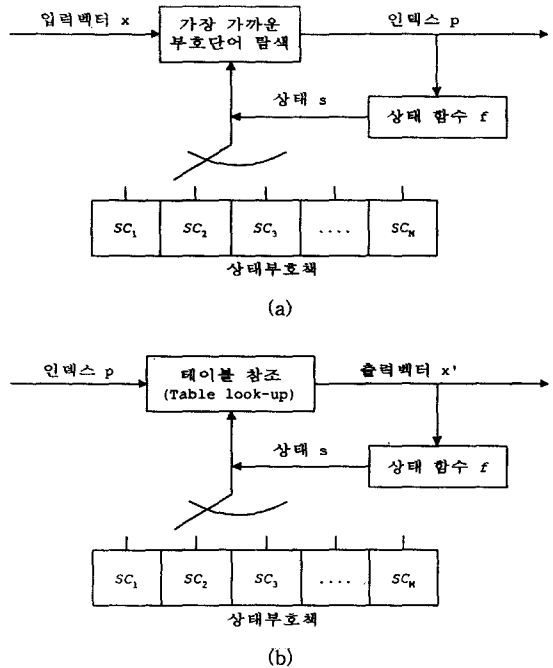 입력벡터 x
가장 가까운
부호단어 탐색
인덱스 p
상태 s
상태 함수 f
SC1 SC2 SC3 .... SCM
상태부호책
(a)
인덱스 p
테이블 참조
(Table look-up)
출력벡터 x'
상태 s
상태 함수 f
SC1 SC2 SC3 .... SCM
상태부호책
(b)